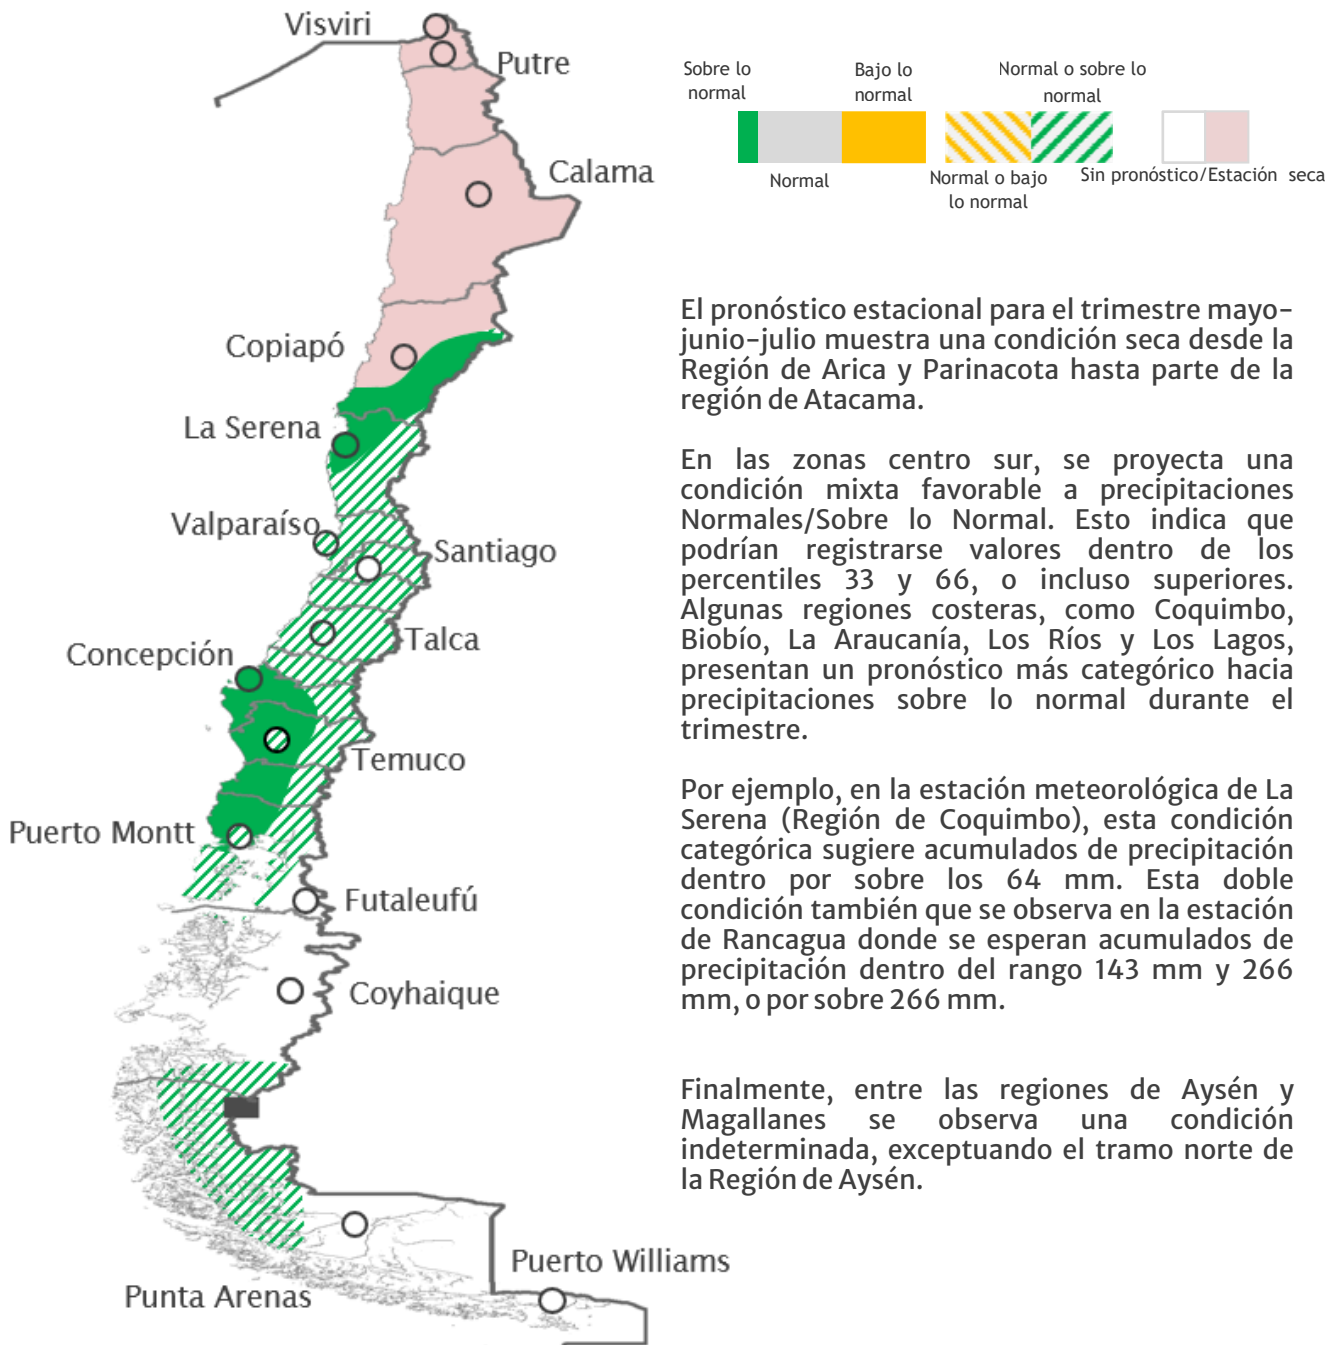 Visviri
Putre
Calama
Copiapó
La Serena
Valparaíso
Santiago
Talca
Concepción
Temuco
Puerto Montt
Futaleufú
Coyhaique
Puerto Williams
Punta Arenas
Sobre lo
normal
Bajo lo
normal
Normal o sobre lo
normal
Normal
Normal o bajo
lo normal
Sin pronóstico/Estación seca
El pronóstico estacional para el trimestre mayo-
junio-julio muestra una condición seca desde la
Región de Arica y Parinacota hasta parte de la
región de Atacama.
En las zonas centro sur, se proyecta una
condición mixta favorable a precipitaciones
Normales/Sobre lo Normal. Esto indica que
podrían registrarse valores dentro de los
percentiles 33 y 66, o incluso superiores.
Algunas regiones costeras, como Coquimbo,
Biobío, La Araucanía, Los Ríos y Los Lagos,
presentan un pronóstico más categórico hacia
precipitaciones sobre lo normal durante el
trimestre.
Por ejemplo, en la estación meteorológica de La
Serena (Región de Coquimbo), esta condición
categórica sugiere acumulados de precipitación
dentro por sobre los 64 mm. Esta doble
condición también que se observa en la estación
de Rancagua donde se esperan acumulados de
precipitación dentro del rango 143 mm y 266
mm, o por sobre 266 mm.
Finalmente, entre las regiones de Aysén y
Magallanes se observa una condición
indeterminada, exceptuando el tramo norte de
la Región de Aysén.